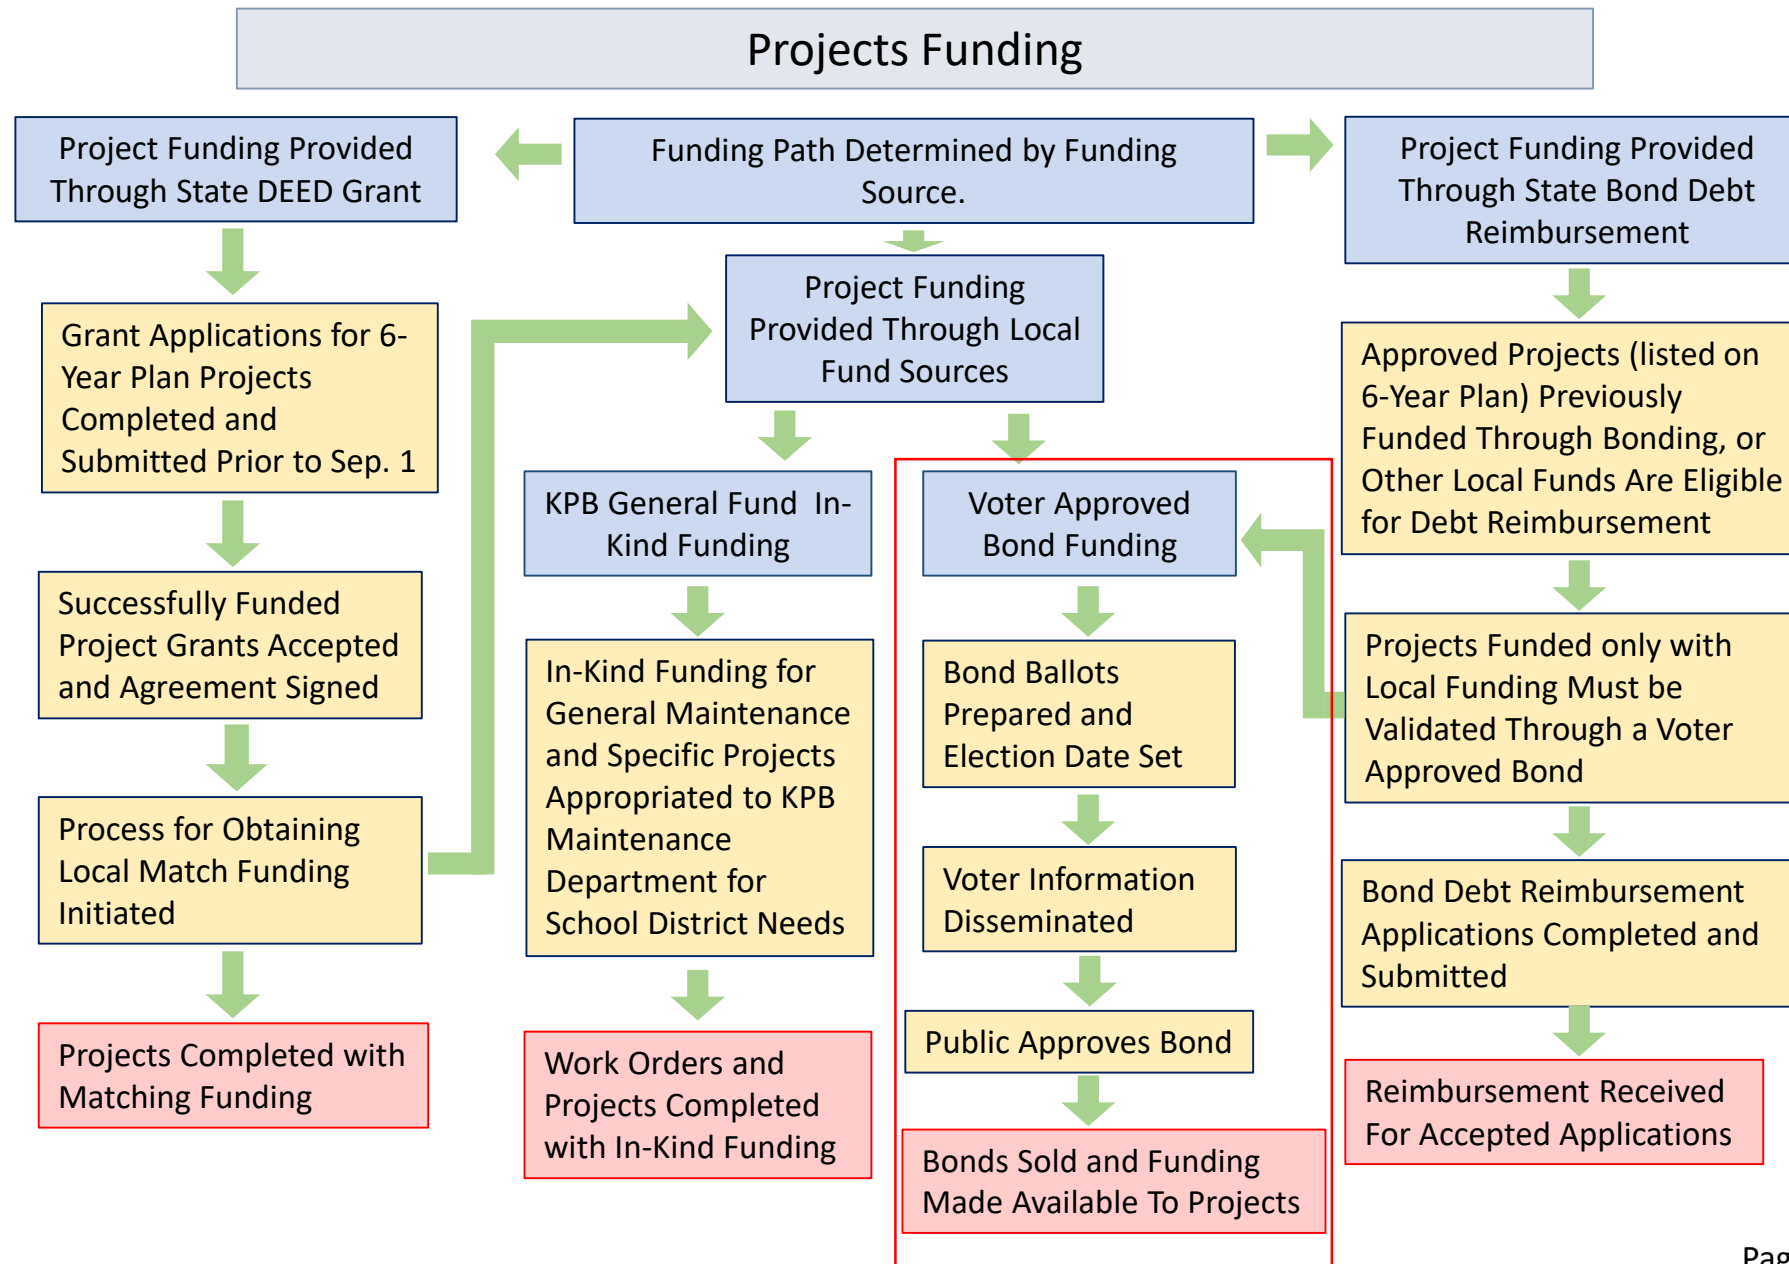 Projects Funding
Project Funding Provided
Through State DEED Grant
Funding Path Determined by Funding
Source.
Project Funding Provided
Through State Bond Debt
Reimbursement
Project Funding
Provided Through Local
Fund Sources
Grant Applications for 6-
Year Plan Projects
Completed and
Submitted Prior to Sep. 1
Successfully Funded
Project Grants Accepted
and Agreement Signed
Process for Obtaining
Local Match Funding
Initiated
Projects Completed with
Matching Funding
KPB General Fund  In-
Kind Funding
In-Kind Funding for
General Maintenance
and Specific Projects
Appropriated to KPB
Maintenance
Department for
School District Needs
Work Orders and
Projects Completed
with In-Kind Funding
Voter Approved
Bond Funding
Bond Ballots
Prepared and
Election Date Set
Voter Information
Disseminated
Public Approves Bond
Bonds Sold and Funding
Made Available To Projects
Approved Projects (listed on
6-Year Plan) Previously
Funded Through Bonding, or
Other Local Funds Are Eligible
for Debt Reimbursement
Projects Funded only with
Local Funding Must be
Validated Through a Voter
Approved Bond
Bond Debt Reimbursement
Applications Completed and
Submitted
Reimbursement Received
For Accepted Applications
Pag